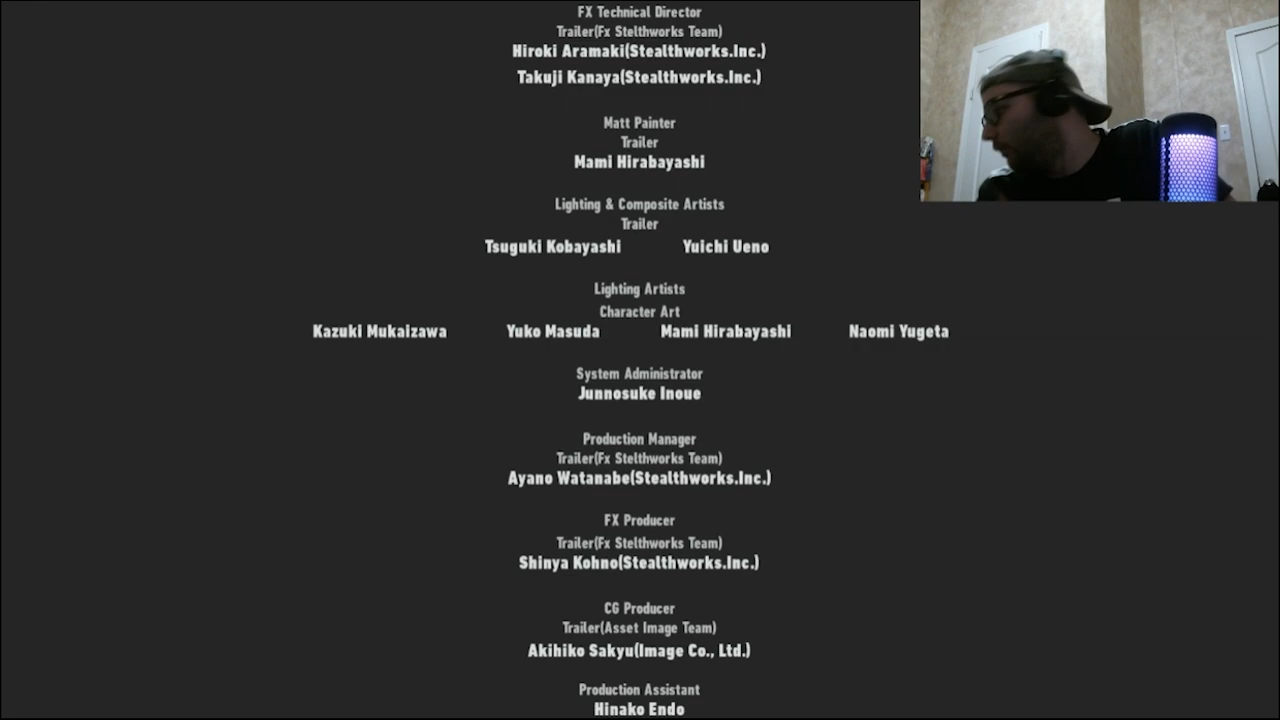 FX Technical Director
Trailer(Fx Stelthworks Team)
Hiroki Aramaki(Stealthworks.Inc.)
Takuji Kanaya(Stealthworks.Inc.)
Matt Painter
Trailer
Mami Hirabayashi
Lighting & Composite Artists
Trailer
Tsuguki Kobayashi Yuichi Ueno
Lighting Artists
Character Art
Kazuki Mukaizawa Yuko Masuda Mami Hirabayashi Naomi Yugeta
System Administrator
Junnosuke Inoue
Production Manager
Trailer(Fx Stelthworks Team)
Ayano Watanabe(Stealthworks.Inc.)
FX Producer
Trailer(Fx Stelthworks Team)
Shinya Kohno(Stealthworks.Inc.)
CG Producer
Trailer(Asset Image Team)
Akihiko Sakyu(Image Co., Ltd.)
Production Assistant
Hinako Endo